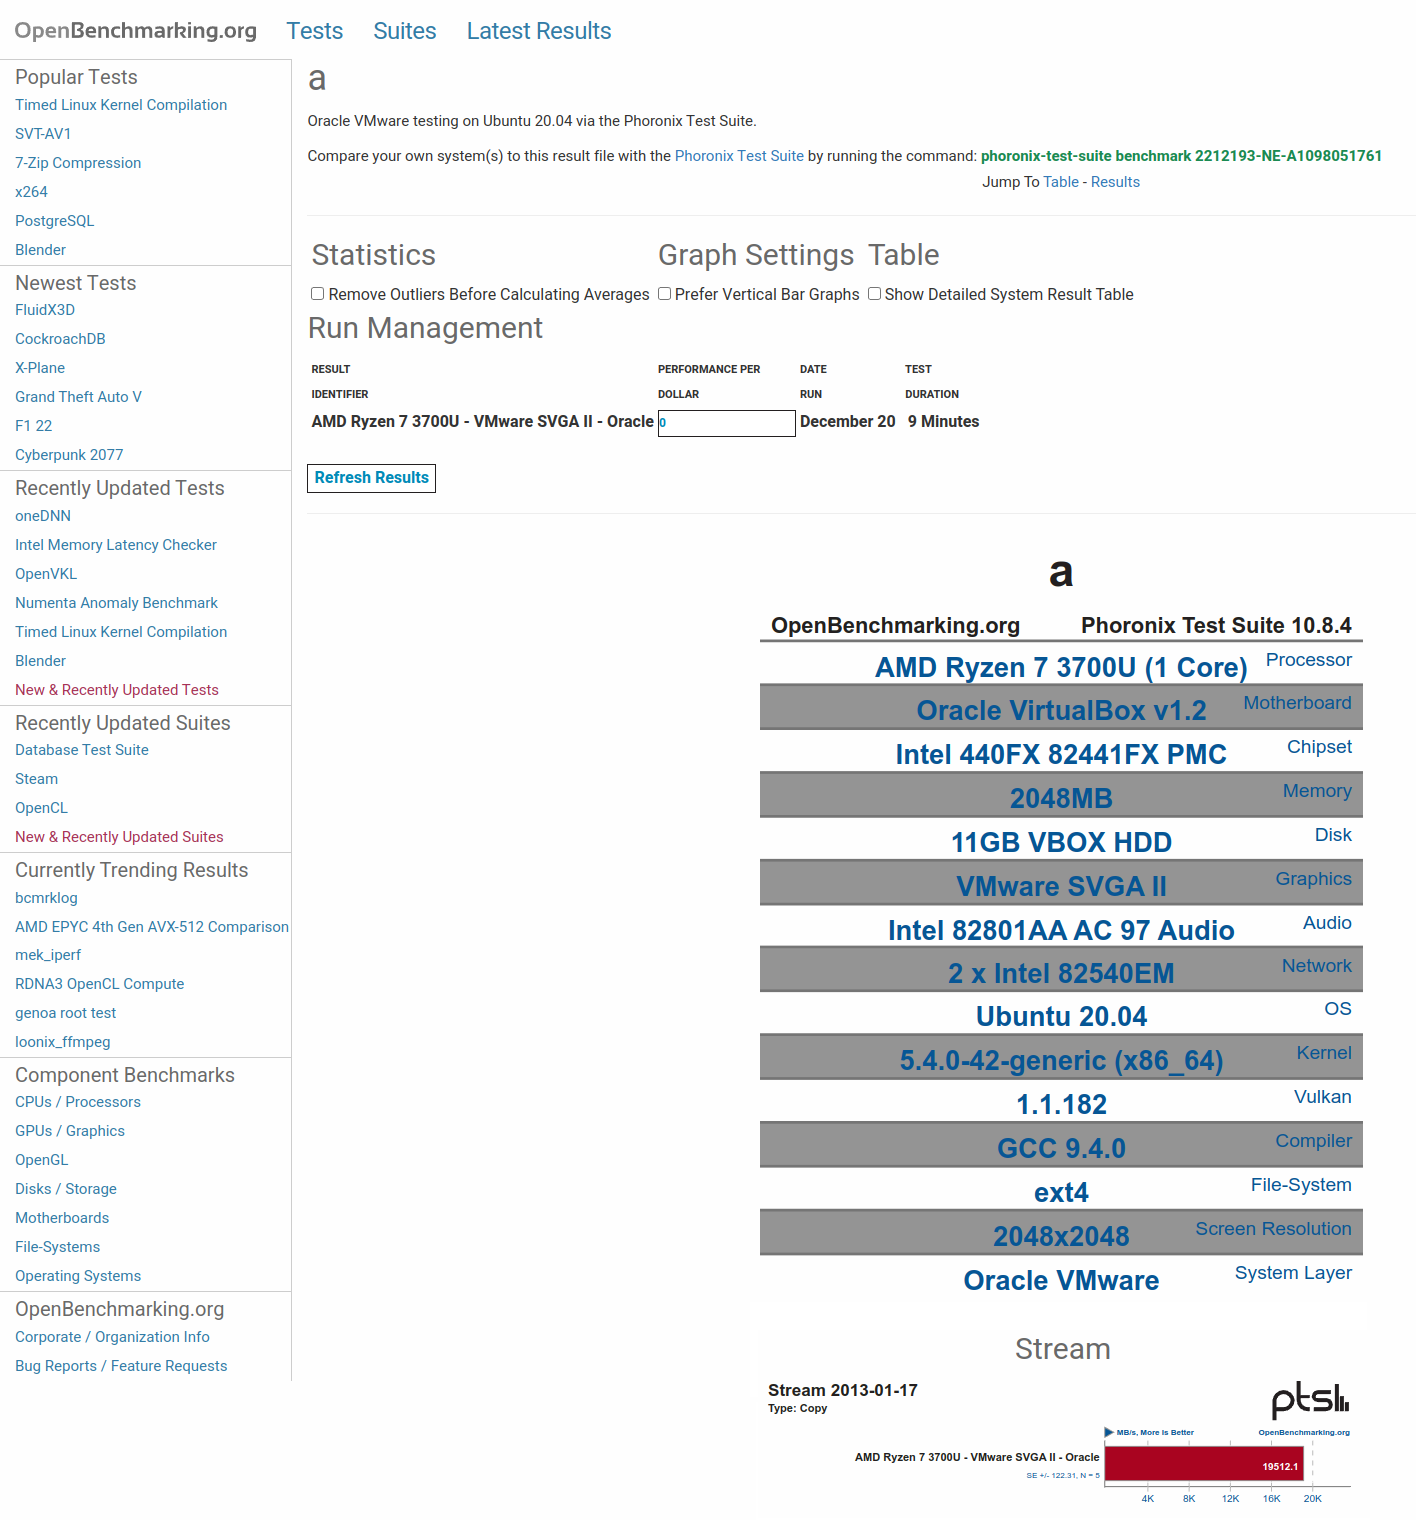 OpenBenchmarking.org Tests Suites Latest Results
Popular Tests
Timed Linux Kernel Compilation
SVT-AV1
7-Zip Compression
x264
PostgreSQL
Blender
Newest Tests
FluidX3D
CockroachDB
X-Plane
Grand Theft Auto V
F1 22
Cyberpunk 2077
Recently Updated Tests
oneDNN
Intel Memory Latency Checker
OpenVKL
Numenta Anomaly Benchmark
Timed Linux Kernel Compilation
Blender
New & Recently Updated Tests
Recently Updated Suites
Database Test Suite
Steam
OpenCL
New & Recently Updated Suites
Currently Trending Results
bcmrklog
AMD EPYC 4th Gen AVX-512 Comparison
mek_iperf
RDNA3 OpenCL Compute
genoa root test
loonix_ffmpeg
Component Benchmarks
CPUs / Processors
GPUs / Graphics
OpenGL
Disks / Storage
Motherboards
File-Systems
Operating Systems
OpenBenchmarking.org
Corporate / Organization Info
Bug Reports / Feature Requests
a
Oracle VMware testing on Ubuntu 20.04 via the Phoronix Test Suite.
Compare your own system(s) to this result file with the Phoronix Test Suite by running the command: phoronix-test-suite benchmark 2212193-NE-A1098051761
Jump To Table - Results
Statistics Graph Settings Table
Remove Outliers Before Calculating Averages Prefer Vertical Bar Graphs Show Detailed System Result Table
Run Management
RESULT PERFORMANCE PER DATE TEST
IDENTIFIER DOLLAR RUN DURATION
AMD Ryzen 7 3700U - VMware SVGA II - Oracle 0 December 20 9 Minutes
Refresh Results
a
OpenBenchmarking.org Phoronix Test Suite 10.8.4
AMD Ryzen 7 3700U (1 Core) Processor
Oracle VirtualBox v1.2 Motherboard
Intel 440FX 82441FX PMC Chipset
2048MB Memory
11GB VBOX HDD Disk
VMware SVGA II Graphics
Intel 82801AA AC 97 Audio Audio
2 x Intel 82540EM Network
Ubuntu 20.04 OS
5.4.0-42-generic (x86_64) Kernel
1.1.182 Vulkan
GCC 9.4.0 Compiler
ext4 File-System
2048x2048 Screen Resolution
Oracle VMware System Layer
Stream
Stream 2013-01-17
Type: Copy
pts
MB/s, More Is Better OpenBenchmarking.org
AMD Ryzen 7 3700U - VMware SVGA II - Oracle 19512.1
SE +/- 122.31, N = 5
4K 8K 12K 16K 20K